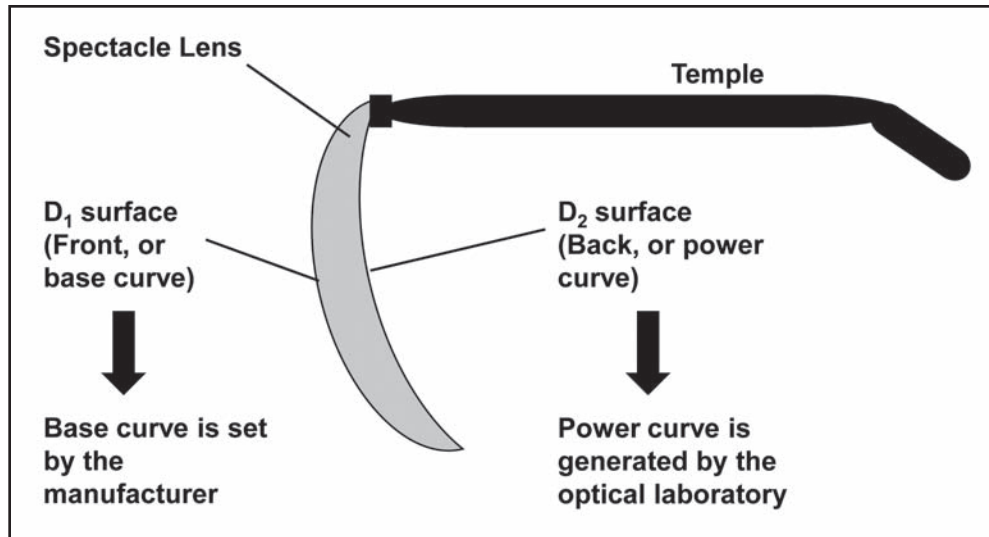 Spectacle Lens
Temple
D₁ surface
(Front, or
base curve)
D₂ surface
(Back, or power
curve)
Base curve is set
by the
manufacturer
Power curve is
generated by the
optical laboratory